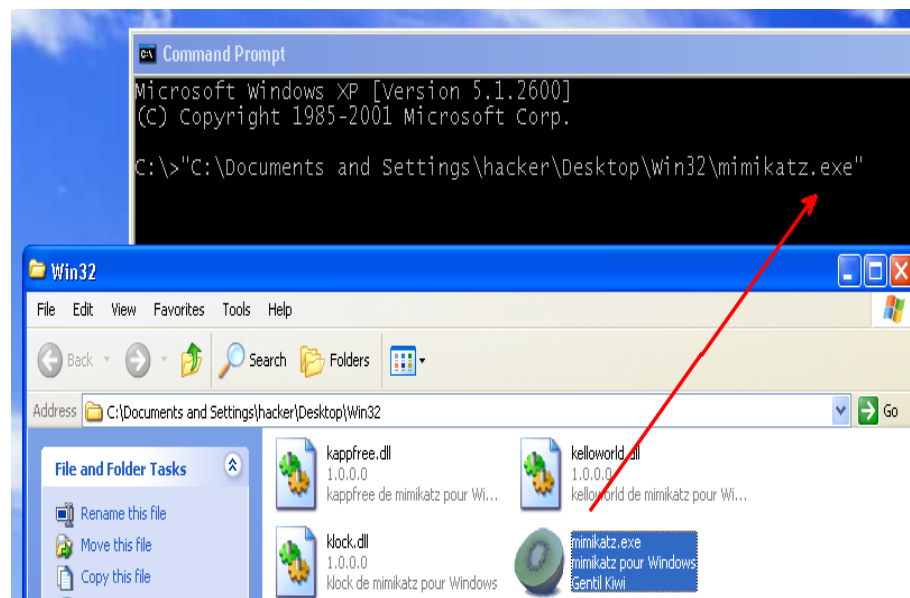 Command Prompt
Microsoft Windows XP [Version 5.1.2600]
(C) Copyright 1985-2001 Microsoft Corp.
C:\>"C:\Documents and Settings\hacker\Desktop\Win32\mimikatz.exe"
Win32
File Edit View Favorites Tools Help
Back Search Folders
Address C:\Documents and Settings\hacker\Desktop\Win32 Go
File and Folder Tasks
Rename this file
Move this file
Copy this file
kappfree.dll
1.0.0.0
kappfree de mimikatz pour Wi...
kelloworld.dll
1.0.0.0
kelloworld de mimikatz pour Wi...
klock.dll
1.0.0.0
klock de mimikatz pour Windows
mimikatz.exe
mimikatz pour Windows
Gentil Kiwi